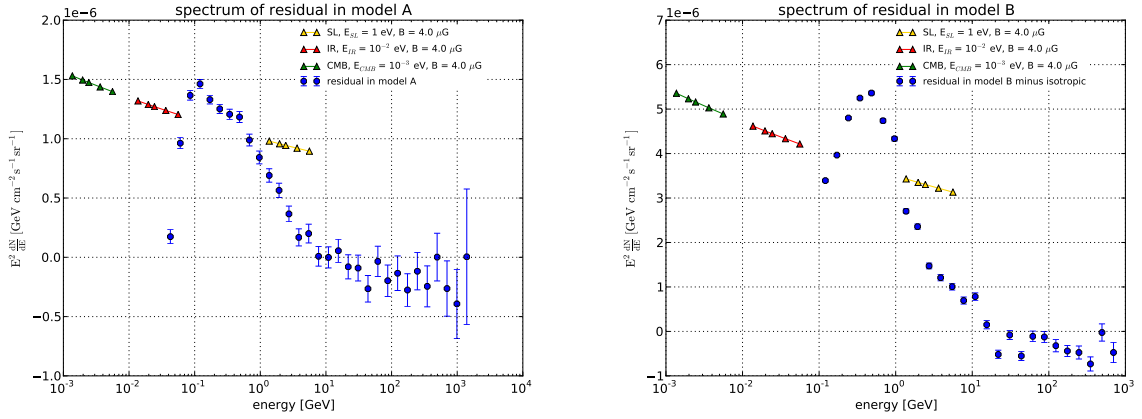 spectrum of residual in model A
1e−6
2.0
1.5
1.0
0.5
0.0
−0.5
−1.0
E² dN/dE [GeV cm⁻² s⁻¹ sr⁻¹]
SL, E_SL = 1 eV, B = 4.0 μG
IR, E_IR = 10⁻² eV, B = 4.0 μG
CMB, E_CMB = 10⁻³ eV, B = 4.0 μG
residual in model A
10⁻³ 10⁻² 10⁻¹ 10⁰ 10¹ 10² 10³ 10⁴
energy [GeV]
spectrum of residual in model B
1e−6
7
6
5
4
3
2
1
0
−1
E² dN/dE [GeV cm⁻² s⁻¹ sr⁻¹]
SL, E_SL = 1 eV, B = 4.0 μG
IR, E_IR = 10⁻² eV, B = 4.0 μG
CMB, E_CMB = 10⁻³ eV, B = 4.0 μG
residual in model B minus isotropic
10⁻³ 10⁻² 10⁻¹ 10⁰ 10¹ 10² 10³
energy [GeV]